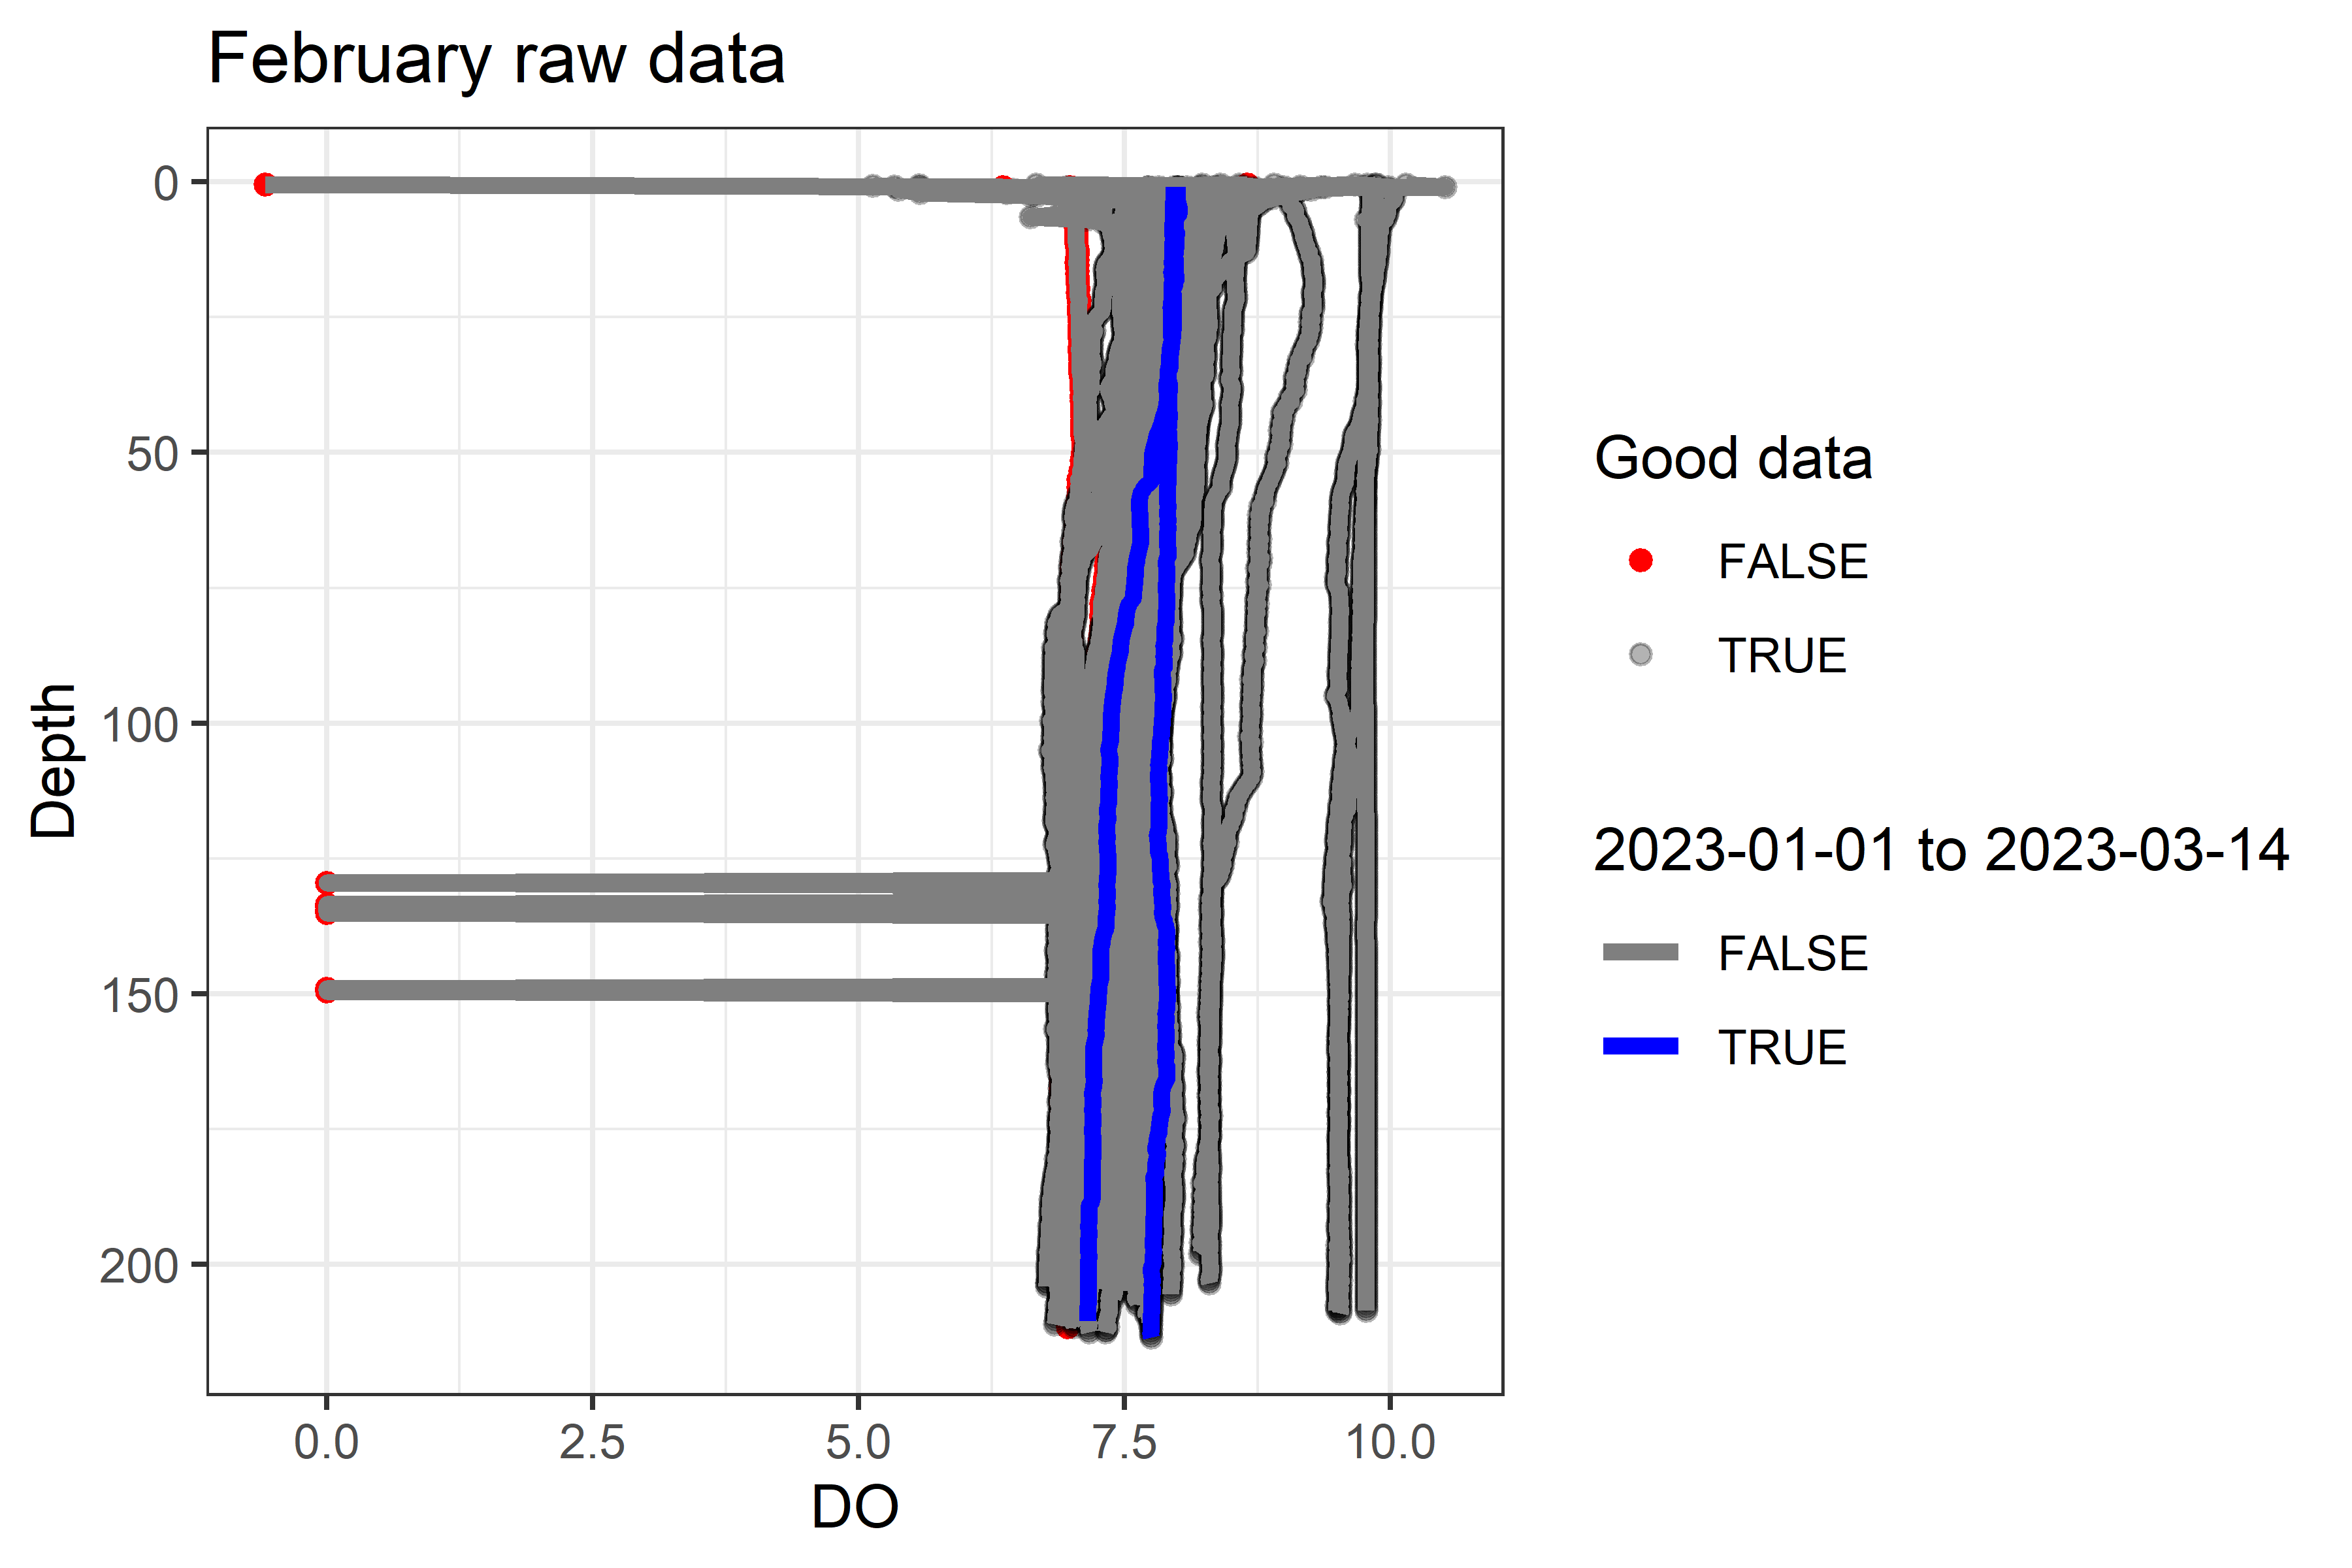 February raw data
0
50
100
150
200
Depth
0.0
2.5
5.0
7.5
10.0
DO
Good data
FALSE
TRUE
2023-01-01 to 2023-03-14
FALSE
TRUE